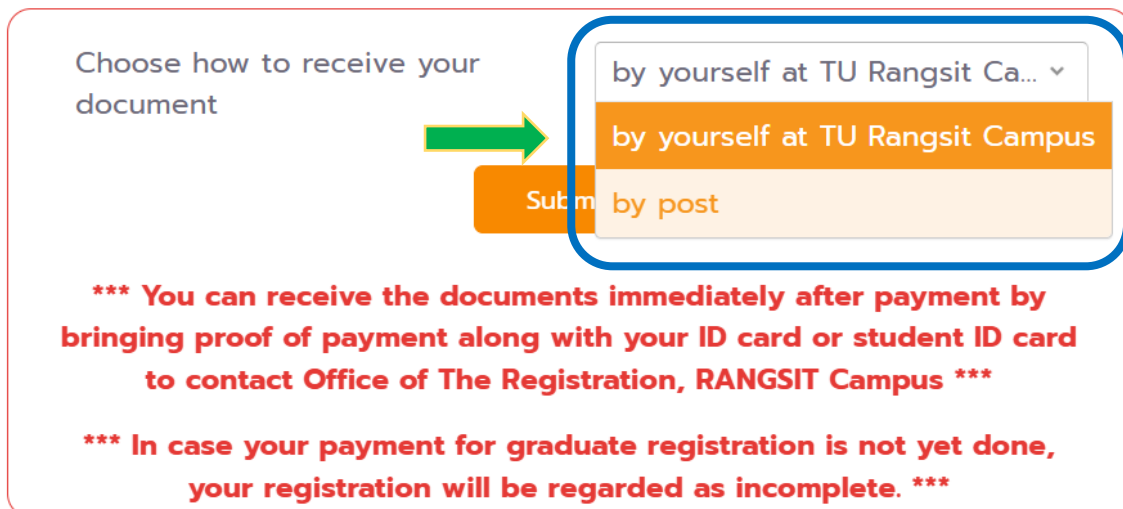 Choose how to receive your
document
by yourself at TU Rangsit Ca...
by yourself at TU Rangsit Campus
by post
Subm
*** You can receive the documents immediately after payment by
bringing proof of payment along with your ID card or student ID card
to contact Office of The Registration, RANGSIT Campus ***
*** In case your payment for graduate registration is not yet done,
your registration will be regarded as incomplete. ***